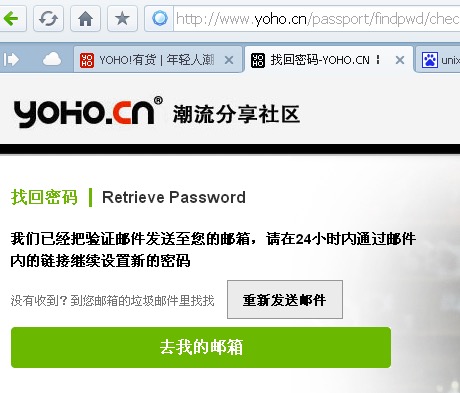 http://www.yoho.cn/passport/findpwd/chec
YOHO!有货 | 年轻人潮
找回密码-YOHO.CN
unix
YOHO.CN® 潮流分享社区
找回密码 | Retrieve Password
我们已经把验证邮件发送至您的邮箱，请在24小时内通过邮件
内的链接继续设置新的密码
没有收到？到您邮箱的垃圾邮件里找找 重新发送邮件
去我的邮箱